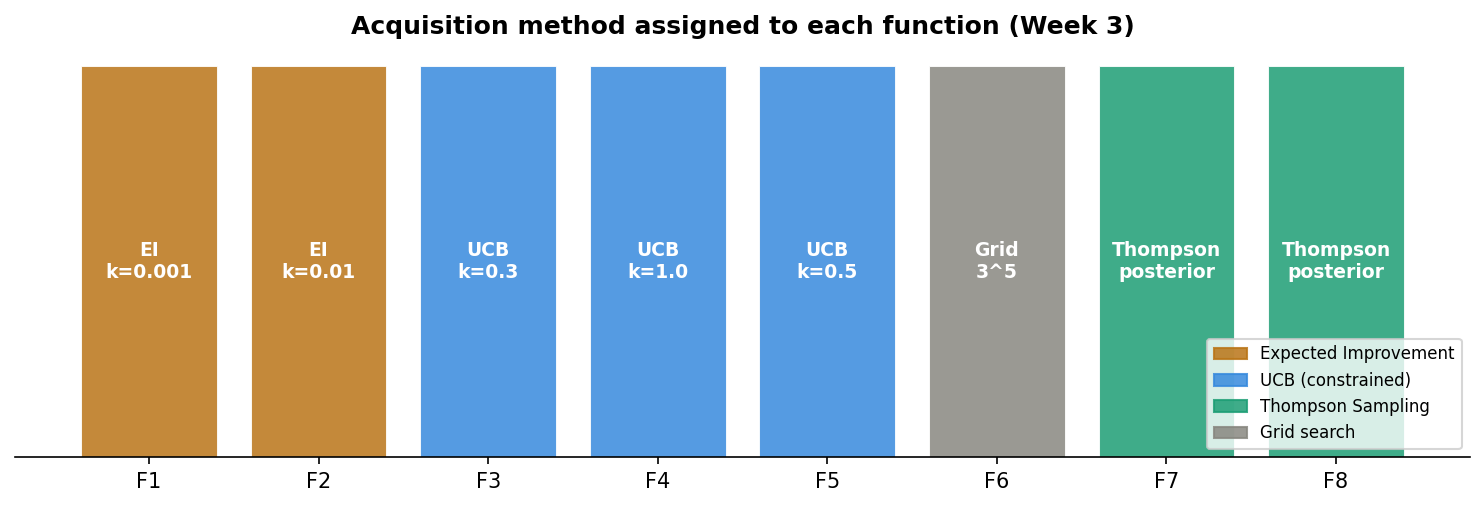 Acquisition method assigned to each function (Week 3)
EI
k=0.001
EI
k=0.01
UCB
k=0.3
UCB
k=1.0
UCB
k=0.5
Grid
3^5
Thompson
posterior
Thompson
posterior
Expected Improvement
UCB (constrained)
Thompson Sampling
Grid search
F1 F2 F3 F4 F5 F6 F7 F8